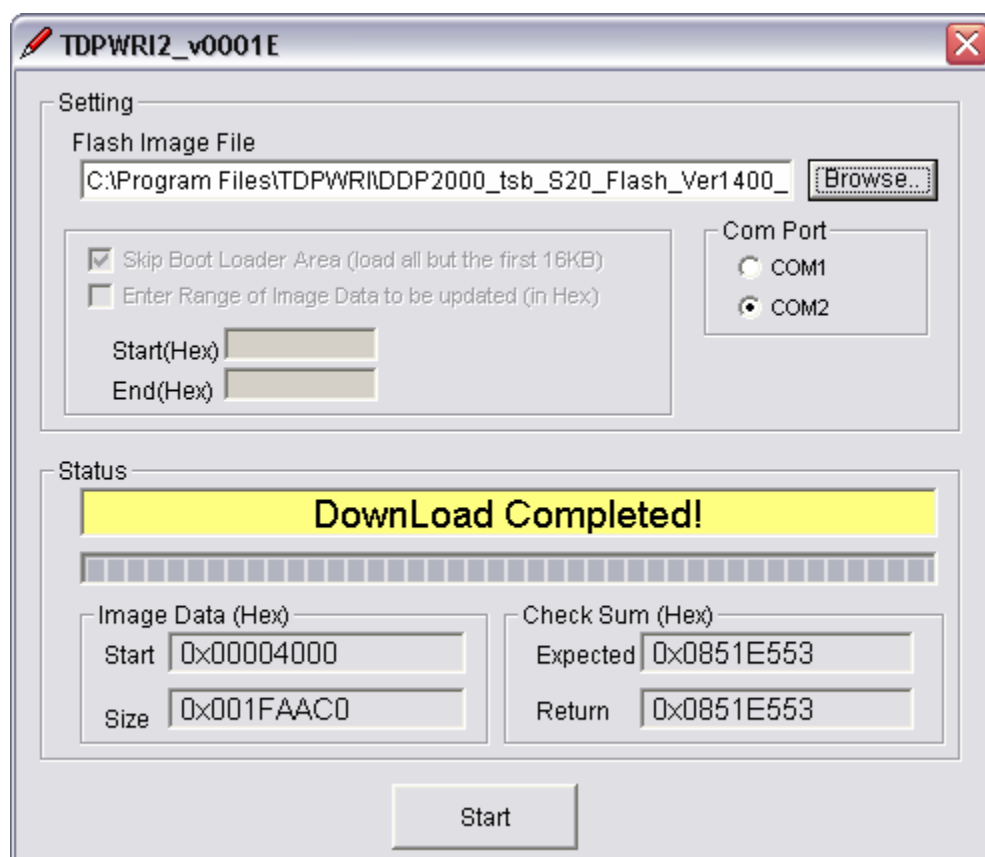 TDPWRI2_v0001E
Setting
Flash Image File
C:\Program Files\TDPWRI\DDP2000_tsb_S20_Flash_Ver1400_
Browse..
Skip Boot Loader Area (load all but the first 16KB)
Enter Range of Image Data to be updated (in Hex)
Start(Hex)
End(Hex)
Com Port
COM1
COM2
Status
DownLoad Completed!
Image Data (Hex)
Start 0x00004000
Size 0x001FAAC0
Check Sum (Hex)
Expected 0x0851E553
Return 0x0851E553
Start